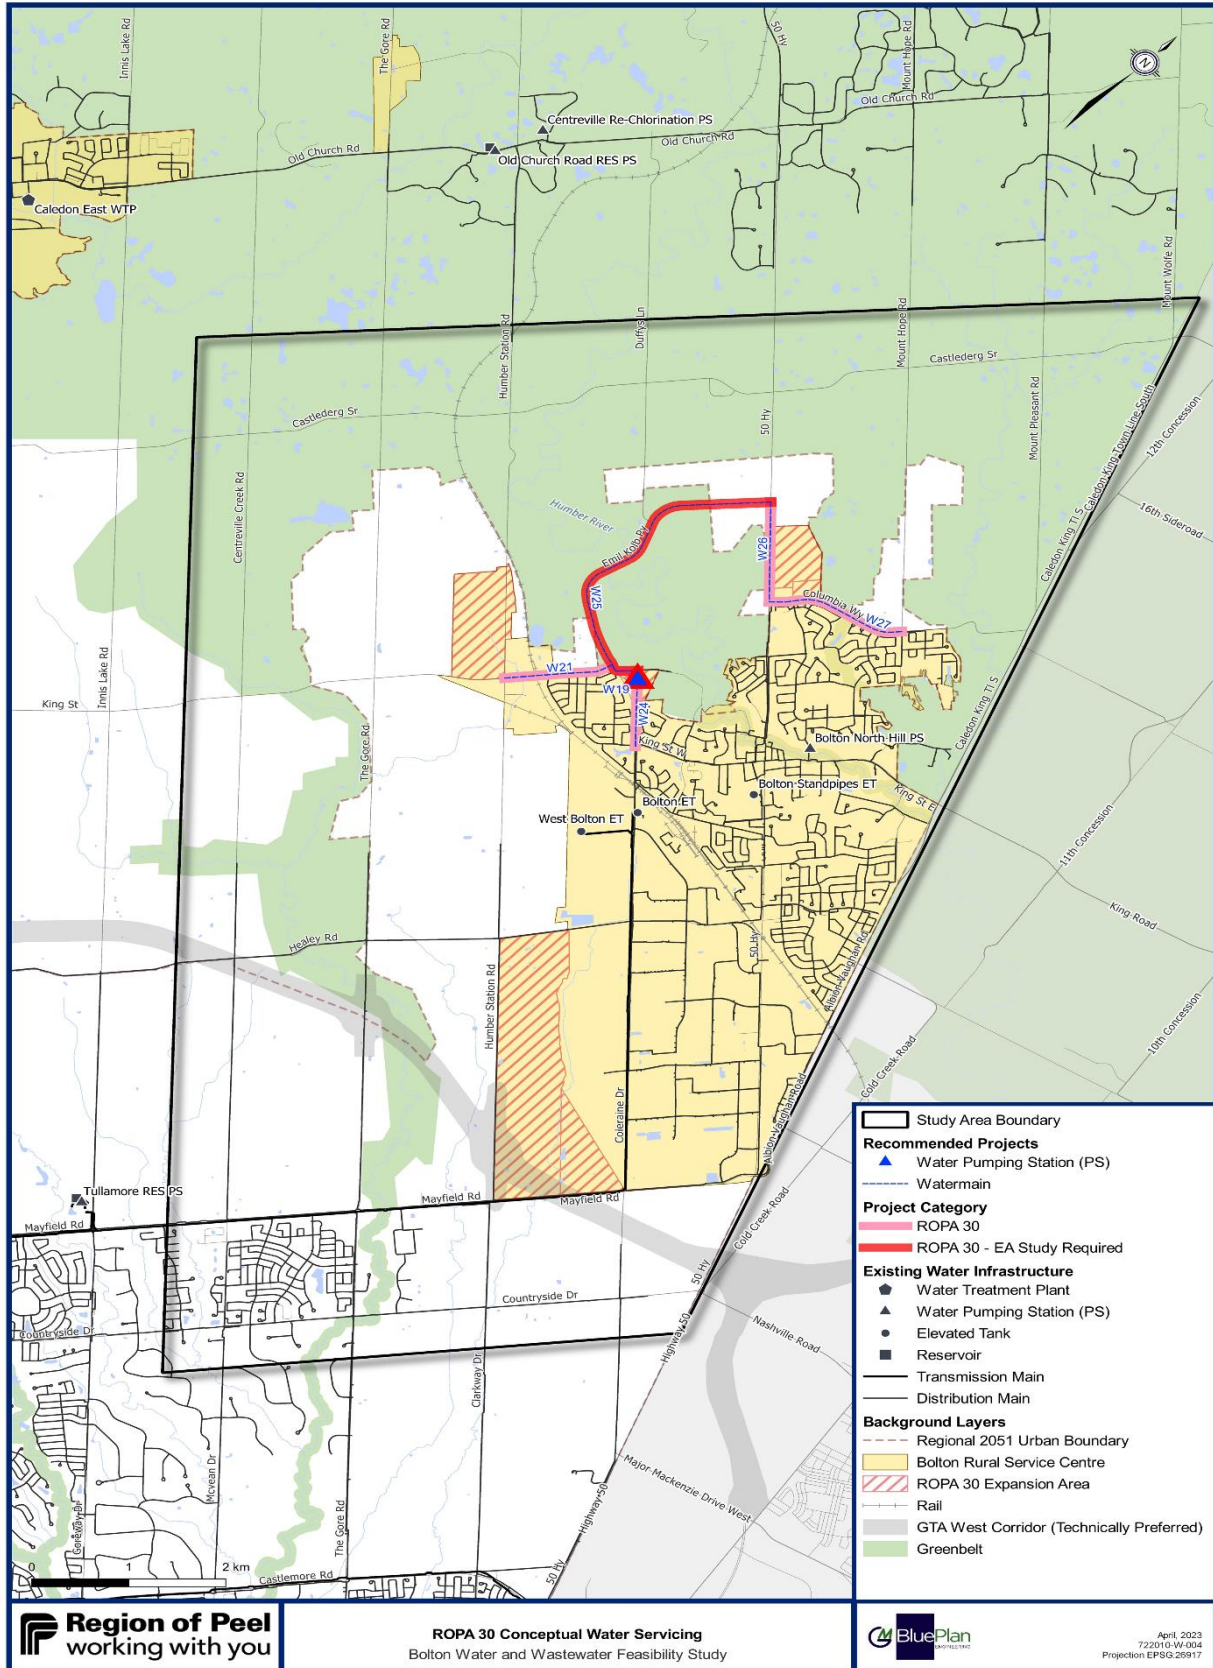 Innis Lake Rd
The Gore Rd
50 Hy
Mount Hope Rd
Old Church Rd
Centreville Re-Chlorination PS
Old Church Rd
Old Church Rd
Old Church Road RES PS
Caledon East WTP
Mount Wolfe Rd
Humber Station Rd
Duffys Ln
Mount Hope Rd
Castlederg Sr
Castlederg Sr
50 Hy
Mount Pleasant Rd
Caledon King Town Line South
12th Concession
16th Sideroad
Centreville Creek Rd
Humber River
Emil Kolb Py
W26
Caledon King Tl S
W25
Columbia Wy
W27
W21
W19
W24
Innis Lake Rd
King St
The Gore Rd
King St W
Caledon King Tl S
Bolton North Hill PS
Bolton Standpipes ET
King St E
Bolton ET
West Bolton ET
11th Concession
King Road
Healey Rd
50 Hy
Albion Vaughan Rd
Humber Station Rd
10th Concession
Cold Creek Road
Coleraine Dr
Albion-Vaughan Road
Tullamore RES PS
Mayfield Rd
Mayfield Rd
Mayfield Rd
Cold Creek Road
50 Hy
Countryside Dr
Countryside Dr
Highway 50
Nashville Road
Clarkway Dr
Mcvean Dr
Major Mackenzie Drive West
Goreway Dr
The Gore Rd
Highway 50
50 Hy
Castlemore Rd
0 1 2 km
Study Area Boundary
Recommended Projects
Water Pumping Station (PS)
Watermain
Project Category
ROPA 30
ROPA 30 - EA Study Required
Existing Water Infrastructure
Water Treatment Plant
Water Pumping Station (PS)
Elevated Tank
Reservoir
Transmission Main
Distribution Main
Background Layers
Regional 2051 Urban Boundary
Bolton Rural Service Centre
ROPA 30 Expansion Area
Rail
GTA West Corridor (Technically Preferred)
Greenbelt
Region of Peel
working with you
ROPA 30 Conceptual Water Servicing
Bolton Water and Wastewater Feasibility Study
GM BluePlan
ENGINEERING
April, 2023
722010-W-004
Projection EPSG:26917
N